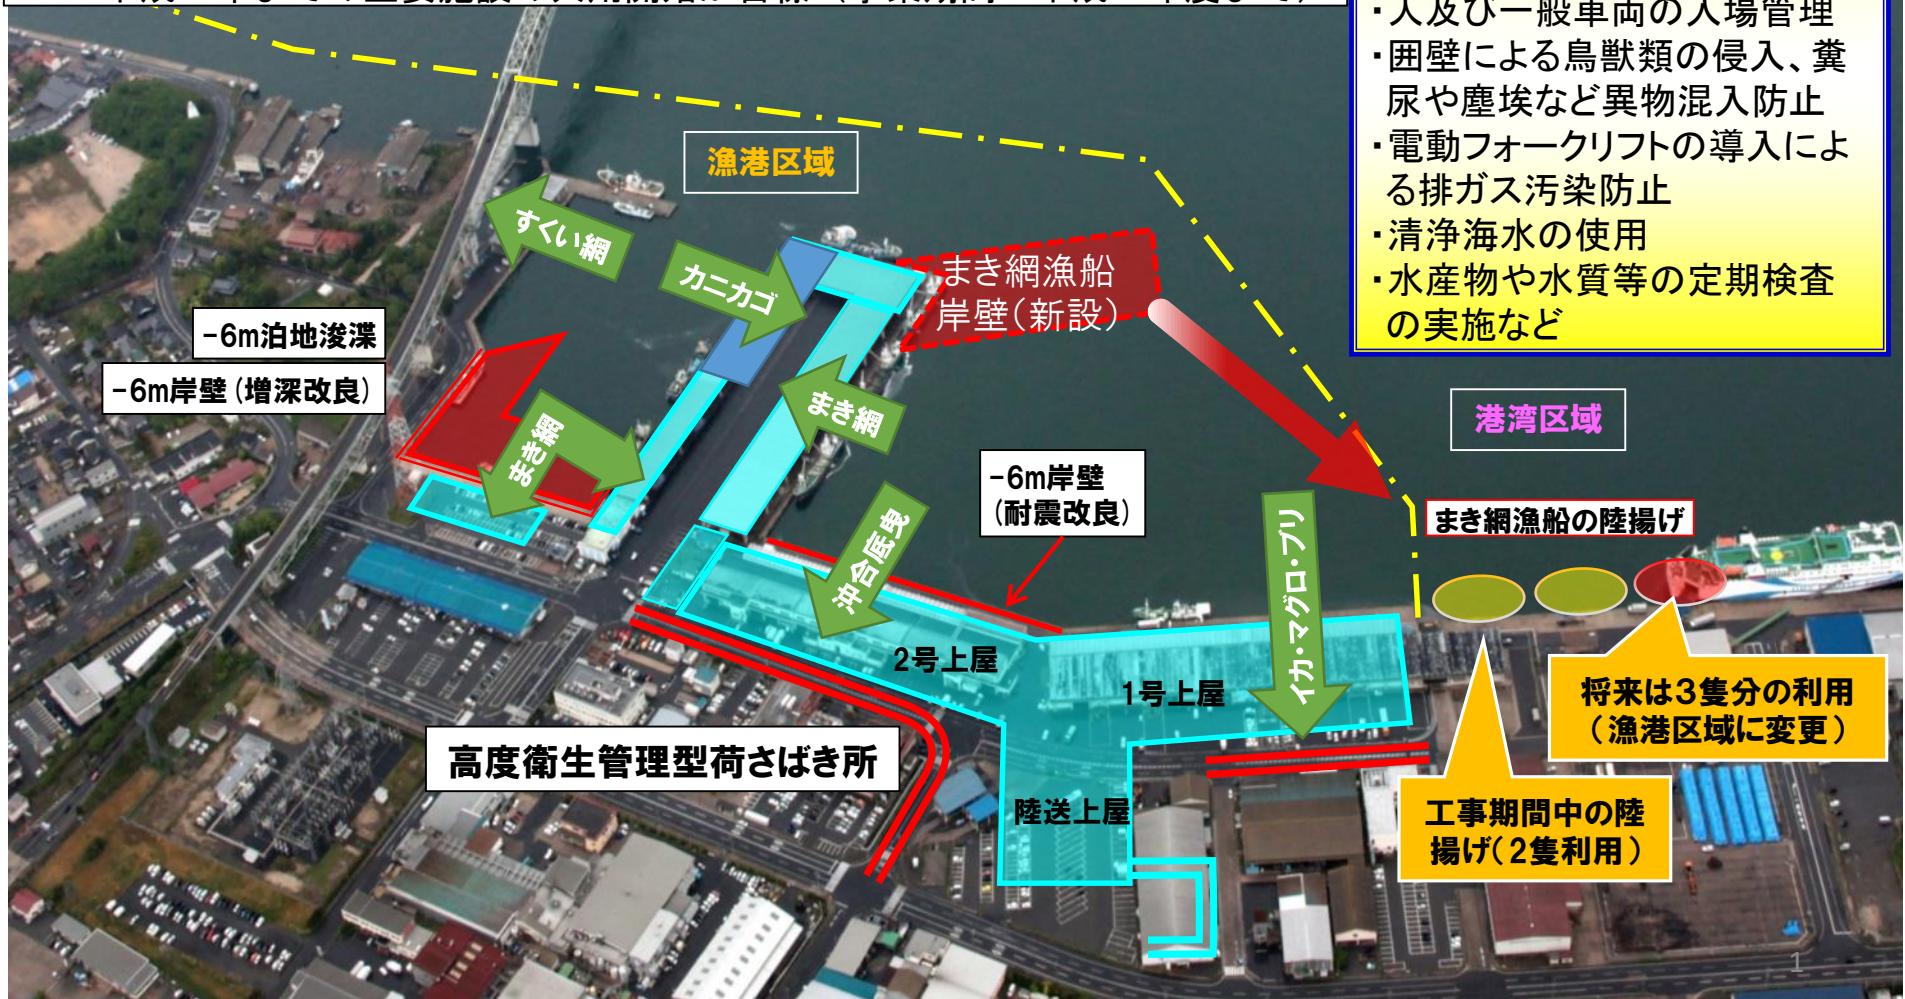 ・人及び一般車両の入場管理
・囲壁による鳥獣類の侵入、糞
尿や塵埃など異物混入防止
・電動フォークリフトの導入によ
る排ガス汚染防止
・清浄海水の使用
・水産物や水質等の定期検査
の実施など
漁港区域
すくい網
カニカゴ
まき網漁船
岸壁（新設）
-6m泊地浚渫
-6m岸壁（増深改良）
まき網
まき網
港湾区域
-6m岸壁
（耐震改良）
沖合底曳
イカ・マグロ・ブリ
まき網漁船の陸揚げ
2号上屋
1号上屋
将来は３隻分の利用
（漁港区域に変更）
高度衛生管理型荷さばき所
陸送上屋
工事期間中の陸
揚げ（2隻利用）
1